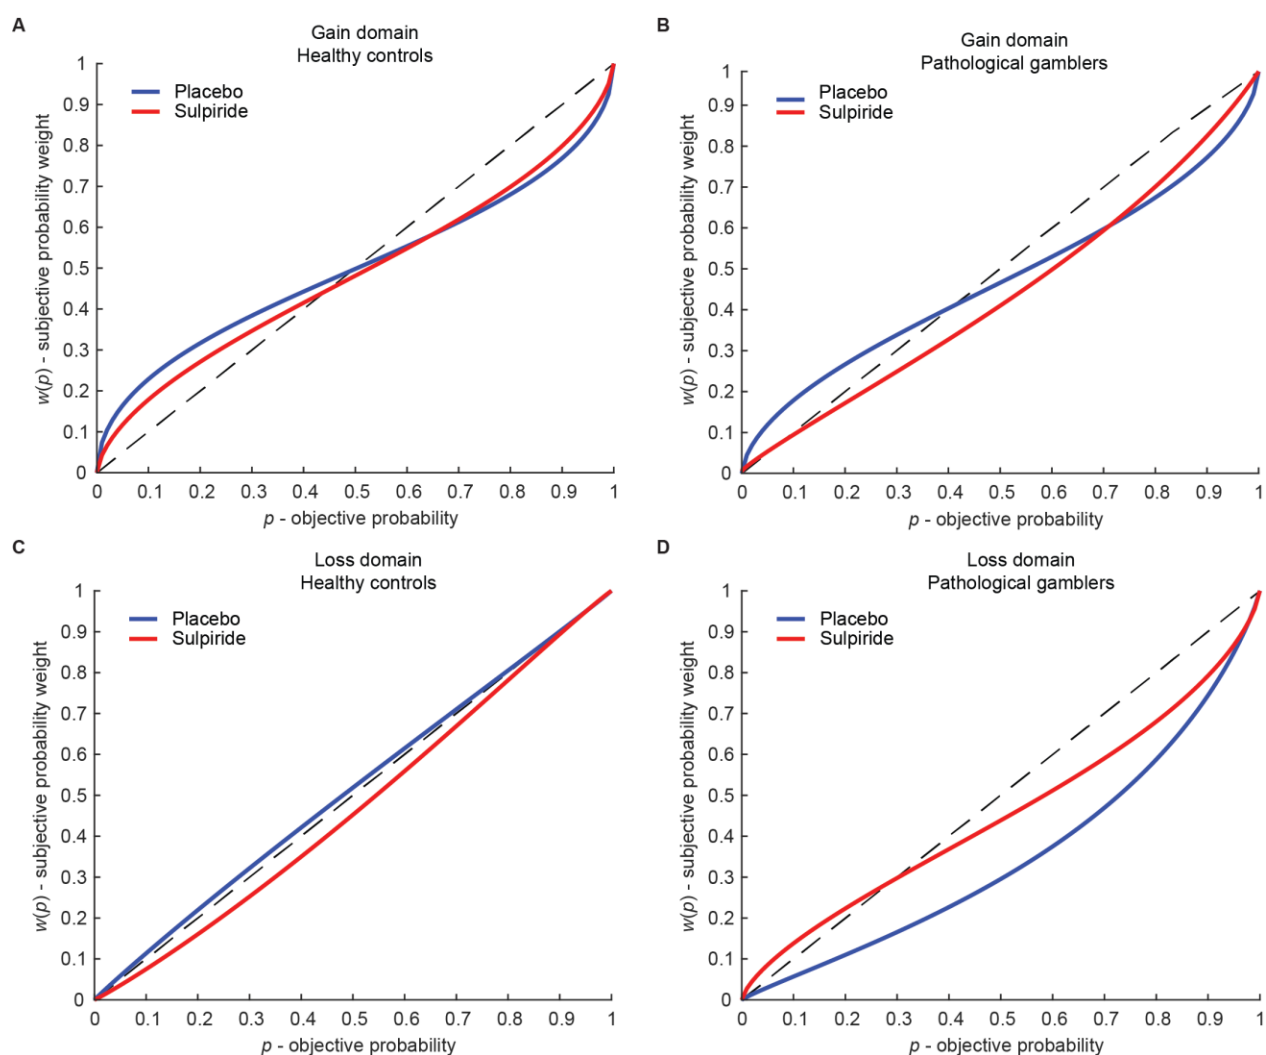 A
Gain domain
Healthy controls
Placebo
Sulpiride
w(p) - subjective probability weight
1
0.9
0.8
0.7
0.6
0.5
0.4
0.3
0.2
0.1
0
0 0.1 0.2 0.3 0.4 0.5 0.6 0.7 0.8 0.9 1
p - objective probability
B
Gain domain
Pathological gamblers
Placebo
Sulpiride
w(p) - subjective probability weight
1
0.9
0.8
0.7
0.6
0.5
0.4
0.3
0.2
0.1
0
0 0.1 0.2 0.3 0.4 0.5 0.6 0.7 0.8 0.9 1
p - objective probability
C
Loss domain
Healthy controls
Placebo
Sulpiride
w(p) - subjective probability weight
1
0.9
0.8
0.7
0.6
0.5
0.4
0.3
0.2
0.1
0
0 0.1 0.2 0.3 0.4 0.5 0.6 0.7 0.8 0.9 1
p - objective probability
D
Loss domain
Pathological gamblers
Placebo
Sulpiride
w(p) - subjective probability weight
1
0.9
0.8
0.7
0.6
0.5
0.4
0.3
0.2
0.1
0
0 0.1 0.2 0.3 0.4 0.5 0.6 0.7 0.8 0.9 1
p - objective probability